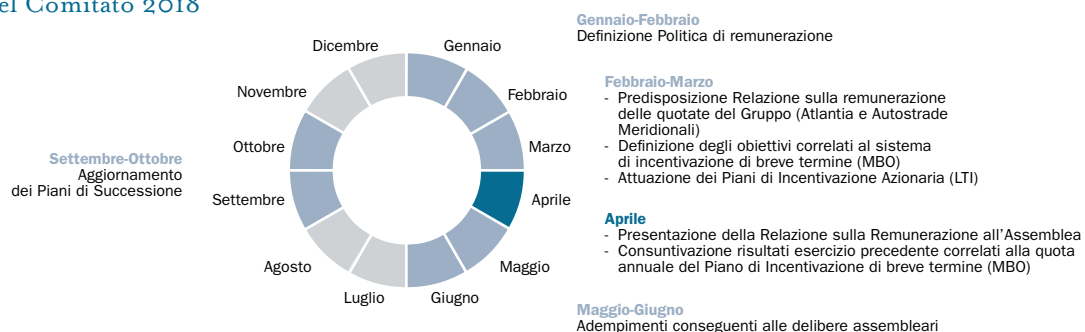 el Comitato 2018
Gennaio-Febbraio
Definizione Politica di remunerazione
Dicembre
Gennaio
Novembre
Febbraio
Ottobre
Marzo
Settembre
Aprile
Agosto
Maggio
Luglio
Giugno
Settembre-Ottobre
Aggiornamento
dei Piani di Successione
Febbraio-Marzo
- Predisposizione Relazione sulla remunerazione
delle quotate del Gruppo (Atlantia e Autostrade
Meridionali)
- Definizione degli obiettivi correlati al sistema
di incentivazione di breve termine (MBO)
- Attuazione dei Piani di Incentivazione Azionaria (LTI)
Aprile
- Presentazione della Relazione sulla Remunerazione all'Assemblea
- Consuntivazione risultati esercizio precedente correlati alla quota
annuale del Piano di Incentivazione di breve termine (MBO)
Maggio-Giugno
Adempimenti conseguenti alle delibere assembleari